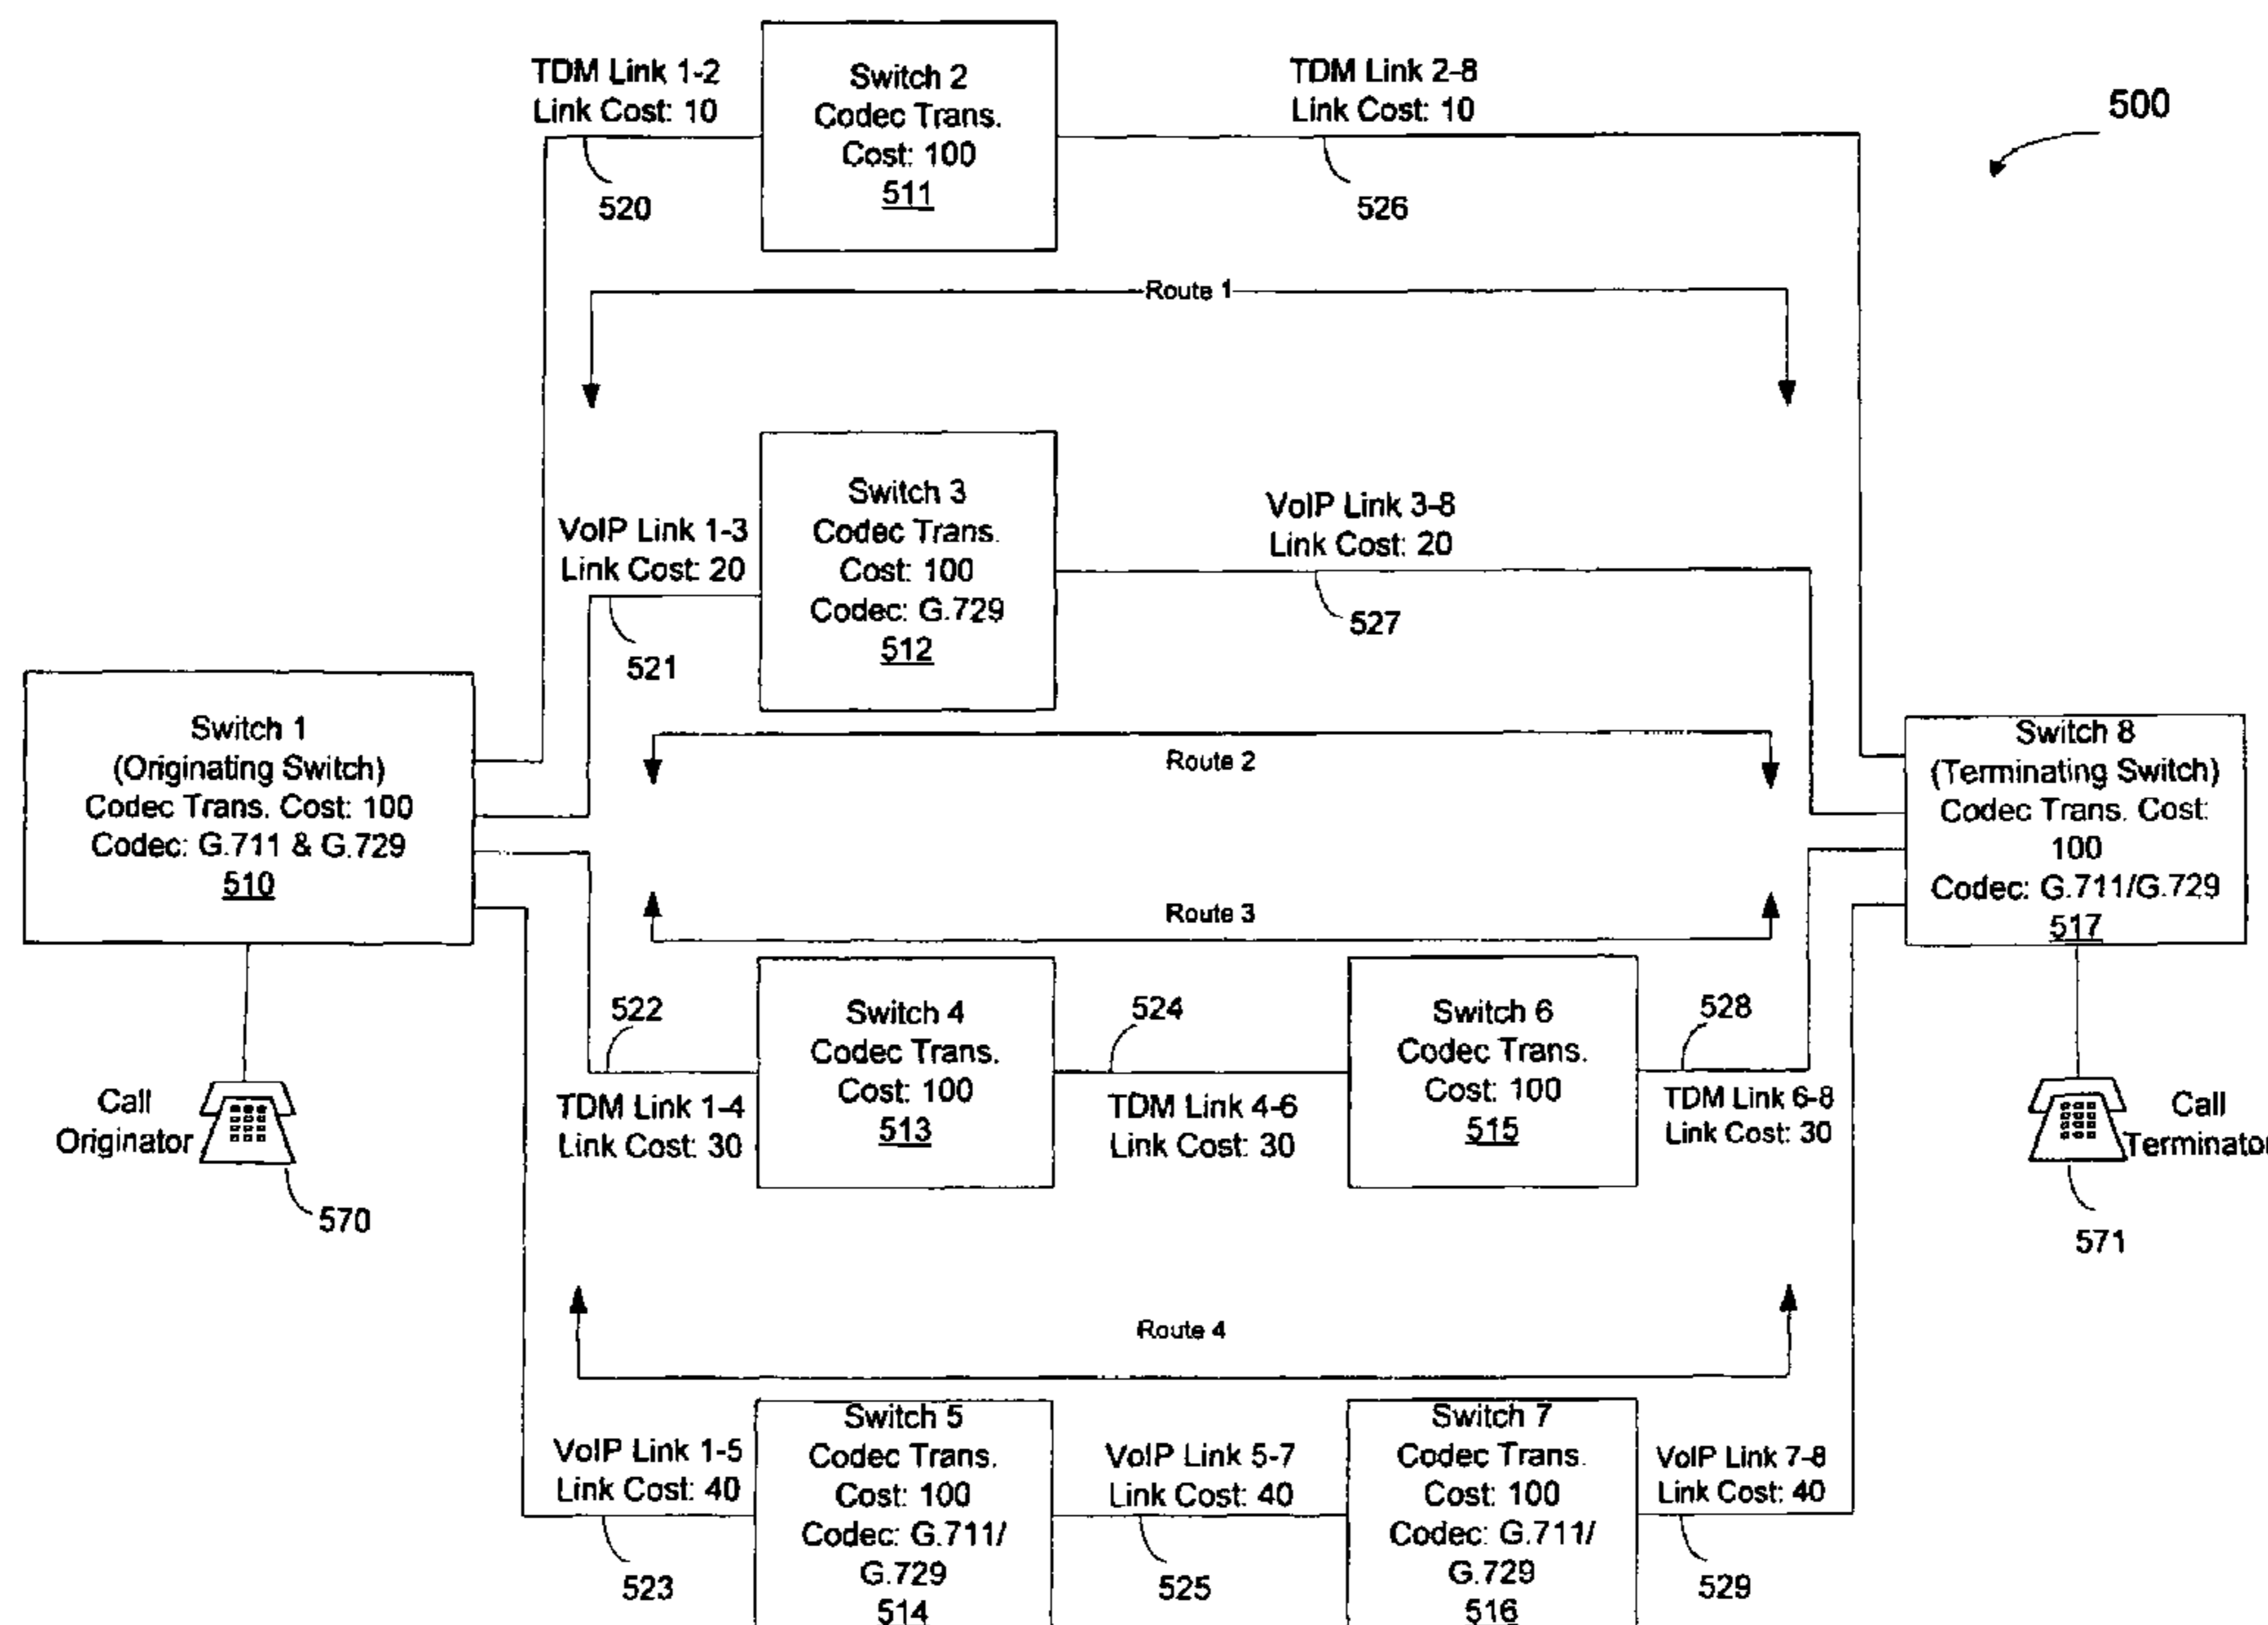 TDM Link 1-2
Link Cost: 10
520
Switch 2
Codec Trans.
Cost: 100
511
TDM Link 2-8
Link Cost: 10
526
500
Route 1
VoIP Link 1-3
Link Cost: 20
521
Switch 3
Codec Trans.
Cost: 100
Codec: G.729
512
VoIP Link 3-8
Link Cost: 20
527
Switch 1
(Originating Switch)
Codec Trans. Cost: 100
Codec: G.711 & G.729
510
Route 2
Switch 8
(Terminating Switch)
Codec Trans. Cost:
100
Codec: G.711/G.729
517
Route 3
522
TDM Link 1-4
Link Cost: 30
Switch 4
Codec Trans.
Cost: 100
513
524
TDM Link 4-6
Link Cost: 30
Switch 6
Codec Trans.
Cost: 100
515
528
TDM Link 6-8
Link Cost: 30
Call
Originator
570
Call
Terminator
571
Route 4
VoIP Link 1-5
Link Cost: 40
523
Switch 5
Codec Trans.
Cost: 100
Codec: G.711/
G.729
514
VoIP Link 5-7
Link Cost: 40
525
Switch 7
Codec Trans.
Cost: 100
Codec: G.711/
G.729
516
VoIP Link 7-8
Link Cost: 40
529